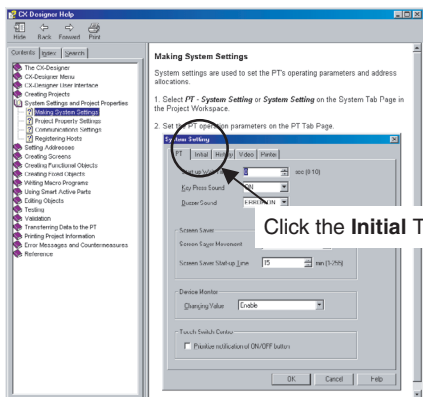 CX Designer Help
Hide Back Forward Print
Contents Index Search
The CX-Designer
CX-Designer Menu
CX-Designer User Interface
Creating Projects
System Settings and Project Properties
Making System Settings
Project Property Settings
Communications Settings
Registering Hosts
Setting Addresses
Creating Screens
Creating Functional Objects
Creating Fixed Objects
Writing Macro Programs
Using Smart Active Parts
Editing Objects
Testing
Validation
Transferring Data to the PT
Printing Project Information
Error Messages and Countermeasures
Reference
Making System Settings
System settings are used to set the PT's operating parameters and address
allocations.
1. Select PT - System Setting or System Setting on the System Tab Page in
the Project Workspace.
2. Set the PT operation parameters on the PT Tab Page.
System Setting
PT Initial History Video Printer
Start-up Wait Time 0 sec (0-10)
Key Press Sound ON
Buzzer Sound ERROR ON
Click the Initial T
Screen Saver
Screen Saver Movement
Screen Saver Start-up Time 15 min (1-255)
Device Monitor
Changing Value Enable
Touch Switch Control
Prioritize notification of ON/OFF button
OK Cancel Help